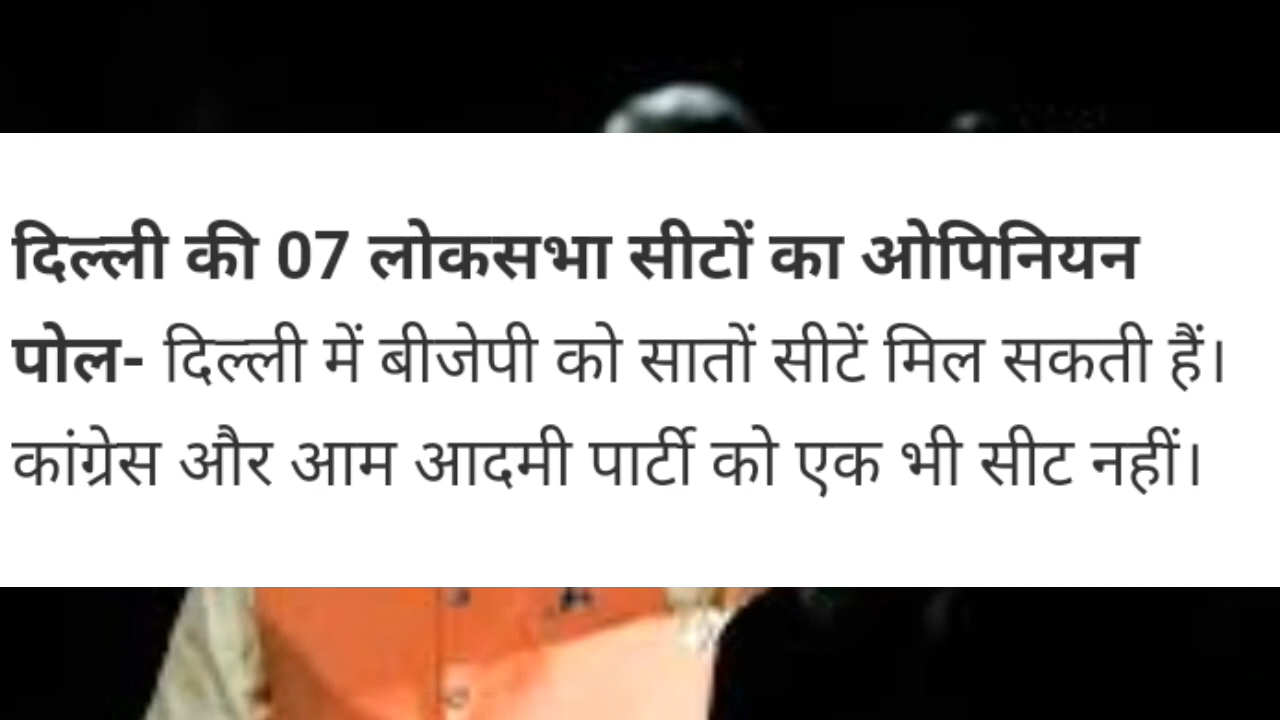 दिल्ली की 07 लोकसभा सीटों का ओपिनियन
पोल- दिल्ली में बीजेपी को सातों सीटें मिल सकती हैं।
कांग्रेस और आम आदमी पार्टी को एक भी सीट नहीं।